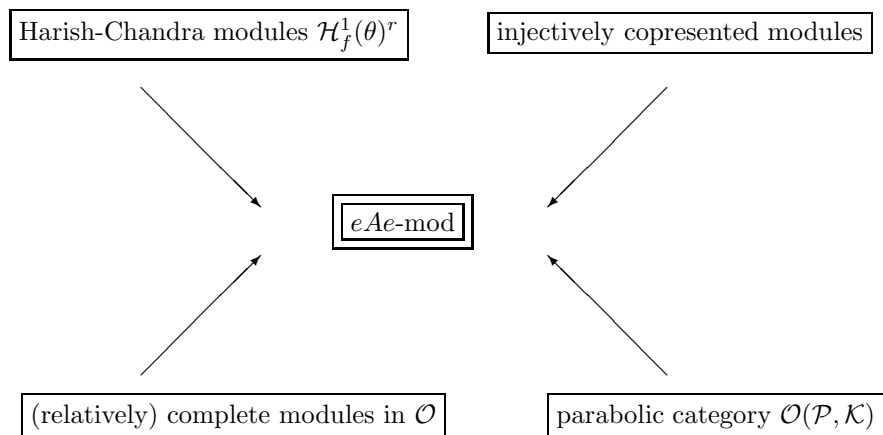 Harish-Chandra modules $\mathcal{H}^1_f(\theta)^r$
injectively copresented modules
$eAe$-mod
(relatively) complete modules in $\mathcal{O}$
parabolic category $\mathcal{O}(\mathcal{P}, \mathcal{K})$